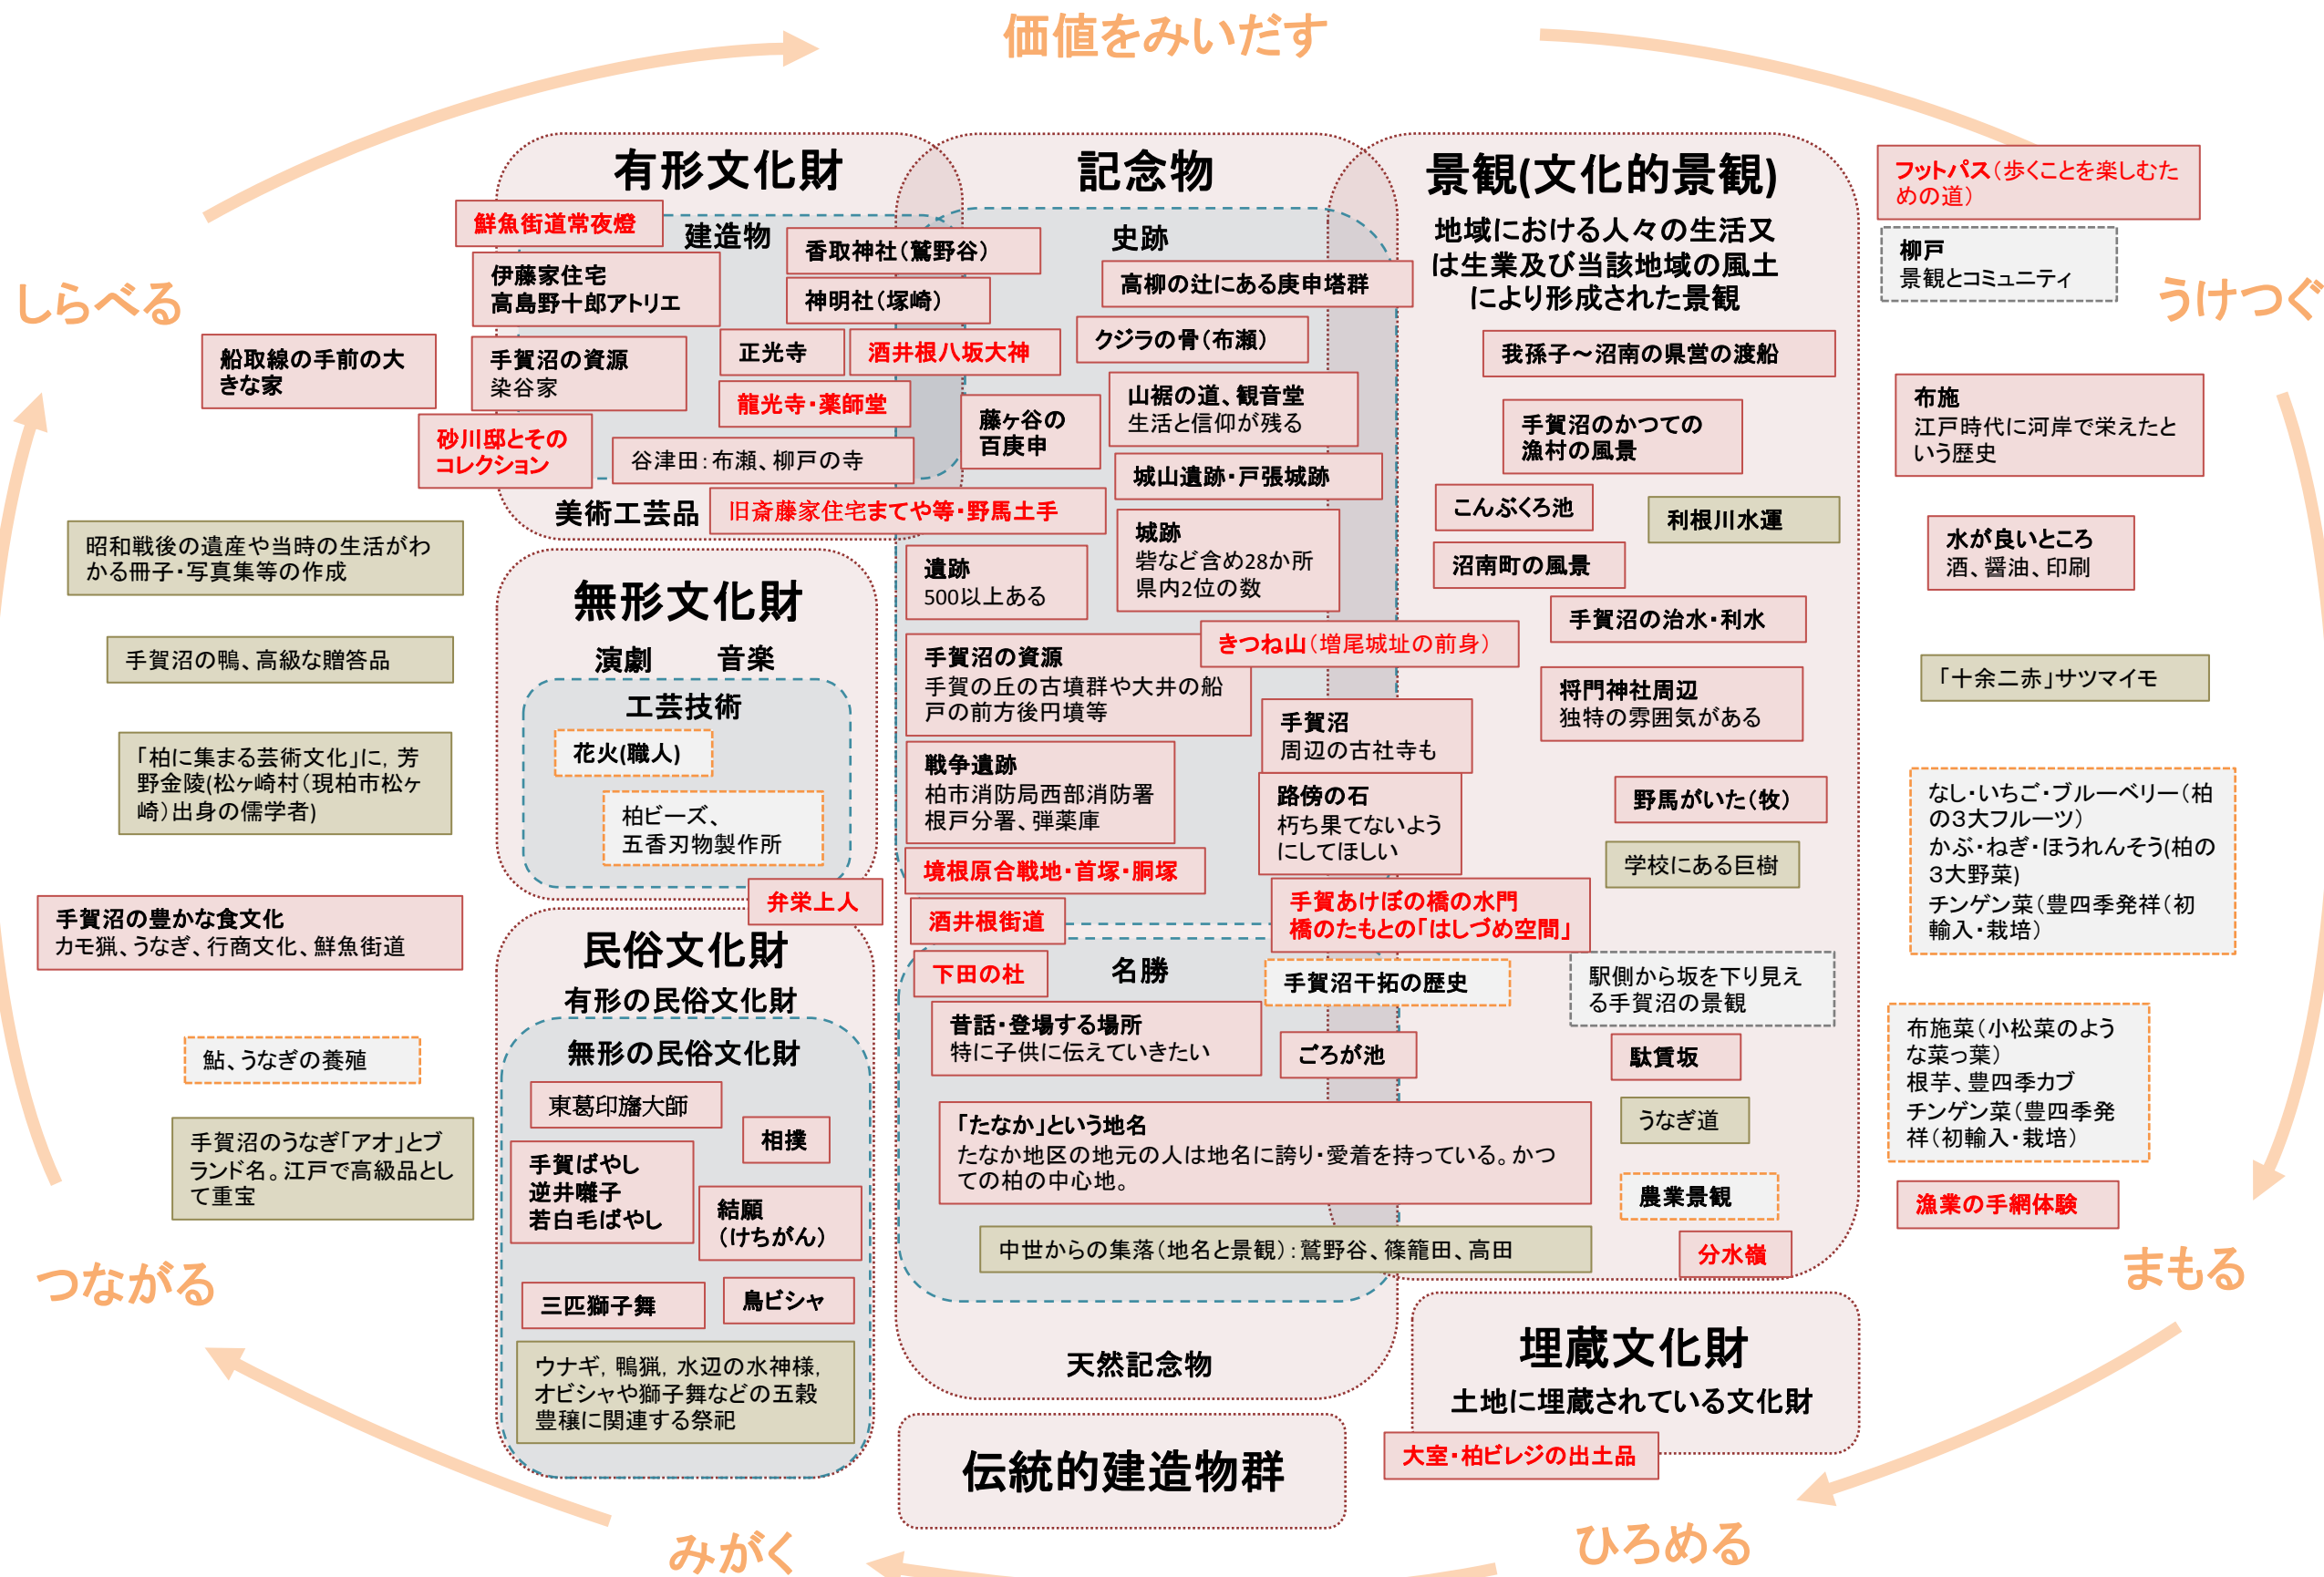 価値をみいだす
しらべる
うけつぐ
つながる
まもる
みがく
ひろめる
有形文化財
鮮魚街道常夜燈
建造物
香取神社（鷲野谷）
伊藤家住宅
高島野十郎アトリエ
神明社（塚崎）
船取線の手前の大
きな家
手賀沼の資源
染谷家
正光寺
酒井根八坂大神
龍光寺・薬師堂
砂川邸とその
コレクション
谷津田：布瀬、柳戸の寺
美術工芸品
旧斎藤家住宅まてや等・野馬土手
昭和戦後の遺産や当時の生活がわ
かる冊子・写真集等の作成
手賀沼の鴨、高級な贈答品
「柏に集まる芸術文化」に，芳
野金陵(松ヶ崎村（現柏市松ヶ
崎）出身の儒学者)
手賀沼の豊かな食文化
カモ猟、うなぎ、行商文化、鮮魚街道
鮎、うなぎの養殖
手賀沼のうなぎ「アオ」とブ
ランド名。江戸で高級品とし
て重宝
無形文化財
演劇　音楽
工芸技術
花火(職人)
柏ビーズ、
五香刃物製作所
弁栄上人
民俗文化財
有形の民俗文化財
無形の民俗文化財
東葛印旛大師
相撲
手賀ばやし
逆井囃子
若白毛ばやし
結願
（けちがん）
三匹獅子舞
鳥ビシャ
ウナギ，鴨猟，水辺の水神様，
オビシャや獅子舞などの五穀
豊穣に関連する祭祀
記念物
史跡
高柳の辻にある庚申塔群
クジラの骨（布瀬）
山裾の道、観音堂
生活と信仰が残る
藤ヶ谷の
百庚申
城山遺跡・戸張城跡
城跡
砦など含め28か所
県内2位の数
遺跡
500以上ある
きつね山（増尾城址の前身）
手賀沼の資源
手賀の丘の古墳群や大井の船
戸の前方後円墳等
手賀沼
周辺の古社寺も
戦争遺跡
柏市消防局西部消防署
根戸分署、弾薬庫
路傍の石
朽ち果てないよう
にしてほしい
境根原合戦地・首塚・胴塚
酒井根街道
手賀あけぼの橋の水門
橋のたもとの「はしづめ空間」
下田の杜
名勝
手賀沼干拓の歴史
昔話・登場する場所
特に子供に伝えていきたい
ごろが池
「たなか」という地名
たなか地区の地元の人は地名に誇り・愛着を持っている。かつ
ての柏の中心地。
中世からの集落（地名と景観）：鷲野谷、篠籠田、高田
天然記念物
伝統的建造物群
景観(文化的景観)
地域における人々の生活又
は生業及び当該地域の風土
により形成された景観
我孫子～沼南の県営の渡船
手賀沼のかつての
漁村の風景
こんぶくろ池
利根川水運
沼南町の風景
手賀沼の治水・利水
将門神社周辺
独特の雰囲気がある
野馬がいた（牧）
学校にある巨樹
駅側から坂を下り見え
る手賀沼の景観
駄賃坂
うなぎ道
農業景観
分水嶺
埋蔵文化財
土地に埋蔵されている文化財
大室・柏ビレジの出土品
フットパス（歩くことを楽しむた
めの道）
柳戸
景観とコミュニティ
布施
江戸時代に河岸で栄えたと
いう歴史
水が良いところ
酒、醤油、印刷
「十余二赤」サツマイモ
なし・いちご・ブルーベリー（柏
の３大フルーツ）
かぶ・ねぎ・ほうれんそう(柏の
３大野菜)
チンゲン菜（豊四季発祥（初
輸入・栽培）
布施菜（小松菜のよう
な菜っ葉）
根芋、豊四季カブ
チンゲン菜（豊四季発
祥（初輸入・栽培）
漁業の手網体験